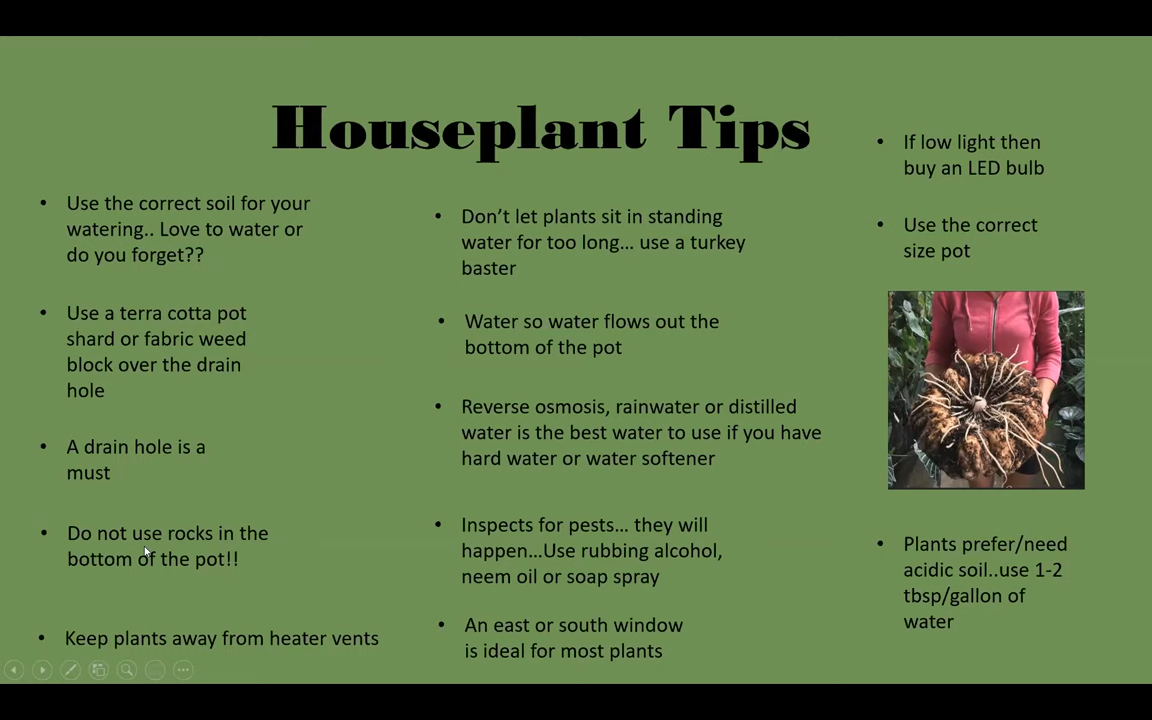 Houseplant Tips
Use the correct soil for your
watering.. Love to water or
do you forget??
Use a terra cotta pot
shard or fabric weed
block over the drain
hole
A drain hole is a
must
Do not use rocks in the
bottom of the pot!!
Keep plants away from heater vents
Don’t let plants sit in standing
water for too long… use a turkey
baster
Water so water flows out the
bottom of the pot
Reverse osmosis, rainwater or distilled
water is the best water to use if you have
hard water or water softener
Inspects for pests… they will
happen…Use rubbing alcohol,
neem oil or soap spray
An east or south window
is ideal for most plants
If low light then
buy an LED bulb
Use the correct
size pot
Plants prefer/need
acidic soil..use 1-2
tbsp/gallon of
water